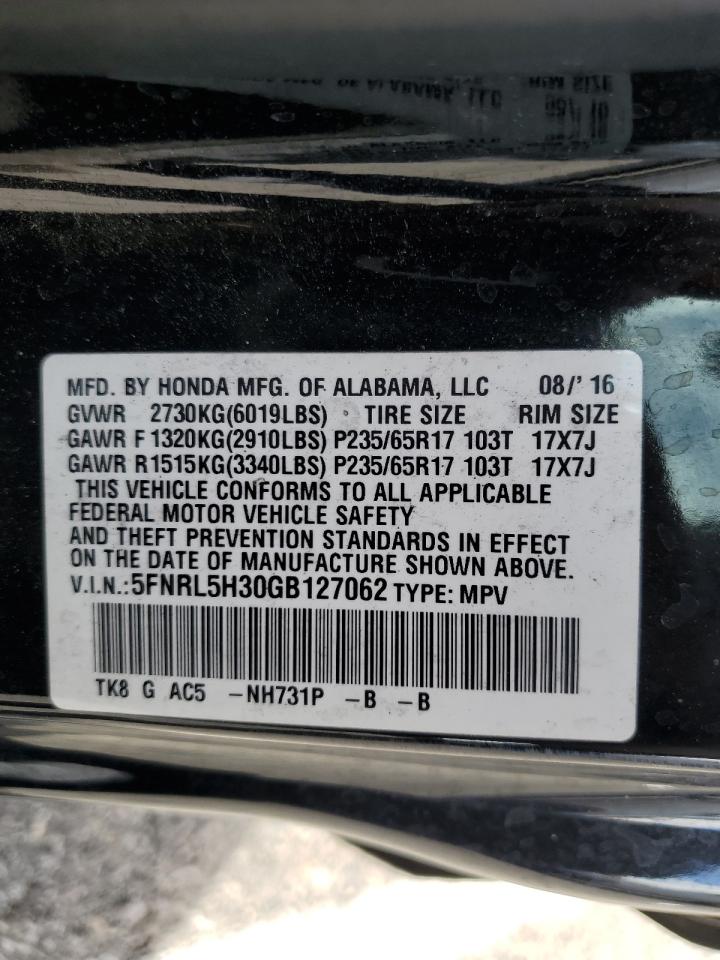 MFD. BY HONDA MFG. OF ALABAMA, LLC 08/' 16
GVWR 2730KG(6019LBS) TIRE SIZE RIM SIZE
GAWR F 1320KG(2910LBS) P235/65R17 103T 17X7J
GAWR R1515KG(3340LBS) P235/65R17 103T 17X7J
THIS VEHICLE CONFORMS TO ALL APPLICABLE
FEDERAL MOTOR VEHICLE SAFETY
AND THEFT PREVENTION STANDARDS IN EFFECT
ON THE DATE OF MANUFACTURE SHOWN ABOVE.
V.I.N.:5FNRL5H30GB127062 TYPE: MPV
TK8 G AC5 -NH731P -B -B